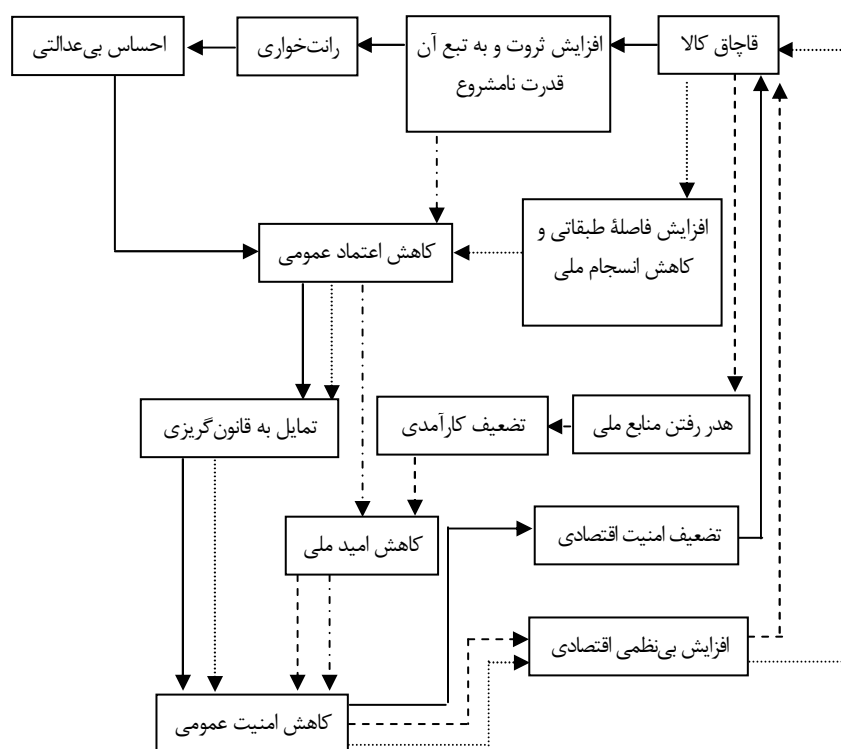 قاچاق کالا
افزایش ثروت و به تبع آن
قدرت نامشروع
رانت‌خواری
احساس بی‌عدالتی
افزایش فاصلۀ طبقاتی و
کاهش انسجام ملی
کاهش اعتماد عمومی
هدر رفتن منابع ملی
تضعیف کارآمدی
تمایل به قانون‌گریزی
تضعیف امنیت اقتصادی
کاهش امید ملی
افزایش بی‌نظمی اقتصادی
کاهش امنیت عمومی